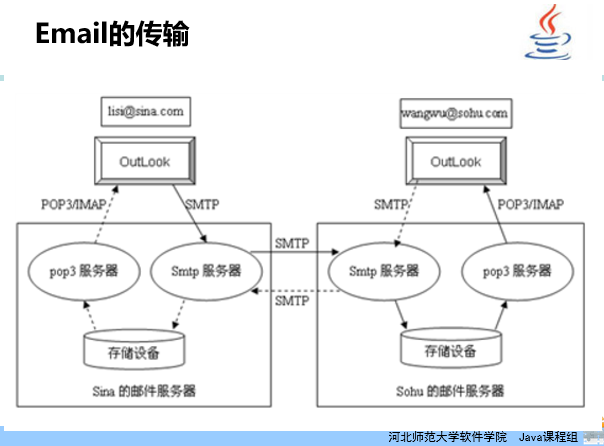 Email的传输
lisi@sina.com
wangwu@sohu.com
OutLook
OutLook
POP3/IMAP
SMTP
SMTP
POP3/IMAP
SMTP
pop3 服务器
Smtp 服务器
Smtp 服务器
pop3 服务器
SMTP
存储设备
存储设备
Sina 的邮件服务器
Sohu 的邮件服务器
河北师范大学软件学院 Java课程组